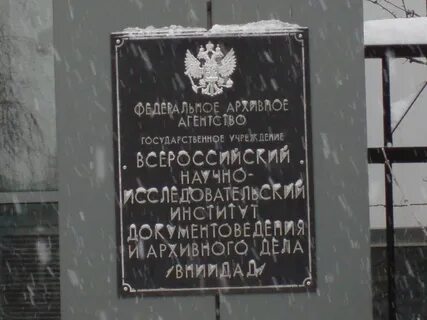 ФЕДЕРАЛЬНОЕ АРХИВНОЕ
АГЕНТСТВО
ГОСУДАРСТВЕННОЕ УЧРЕЖДЕНИЕ
ВСЕРОССИЙСКИЙ
НАУЧНО-
ИССЛЕДОВАТЕЛЬСКИЙ
ИНСТИТУТ
ДОКУМЕНТОВЕДЕНИЯ
И АРХИВНОГО ДЕЛА
/ВНИИДАД/